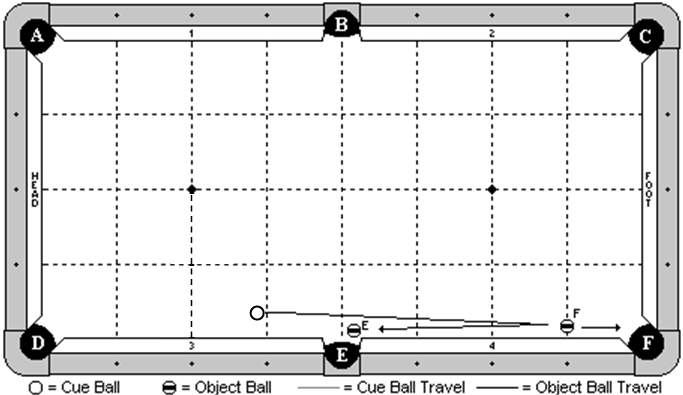 A
B
C
1
2
HEAD
FOOT
E
F
D
3
E
4
F
= Cue Ball
= Object Ball
= Cue Ball Travel
= Object Ball Travel